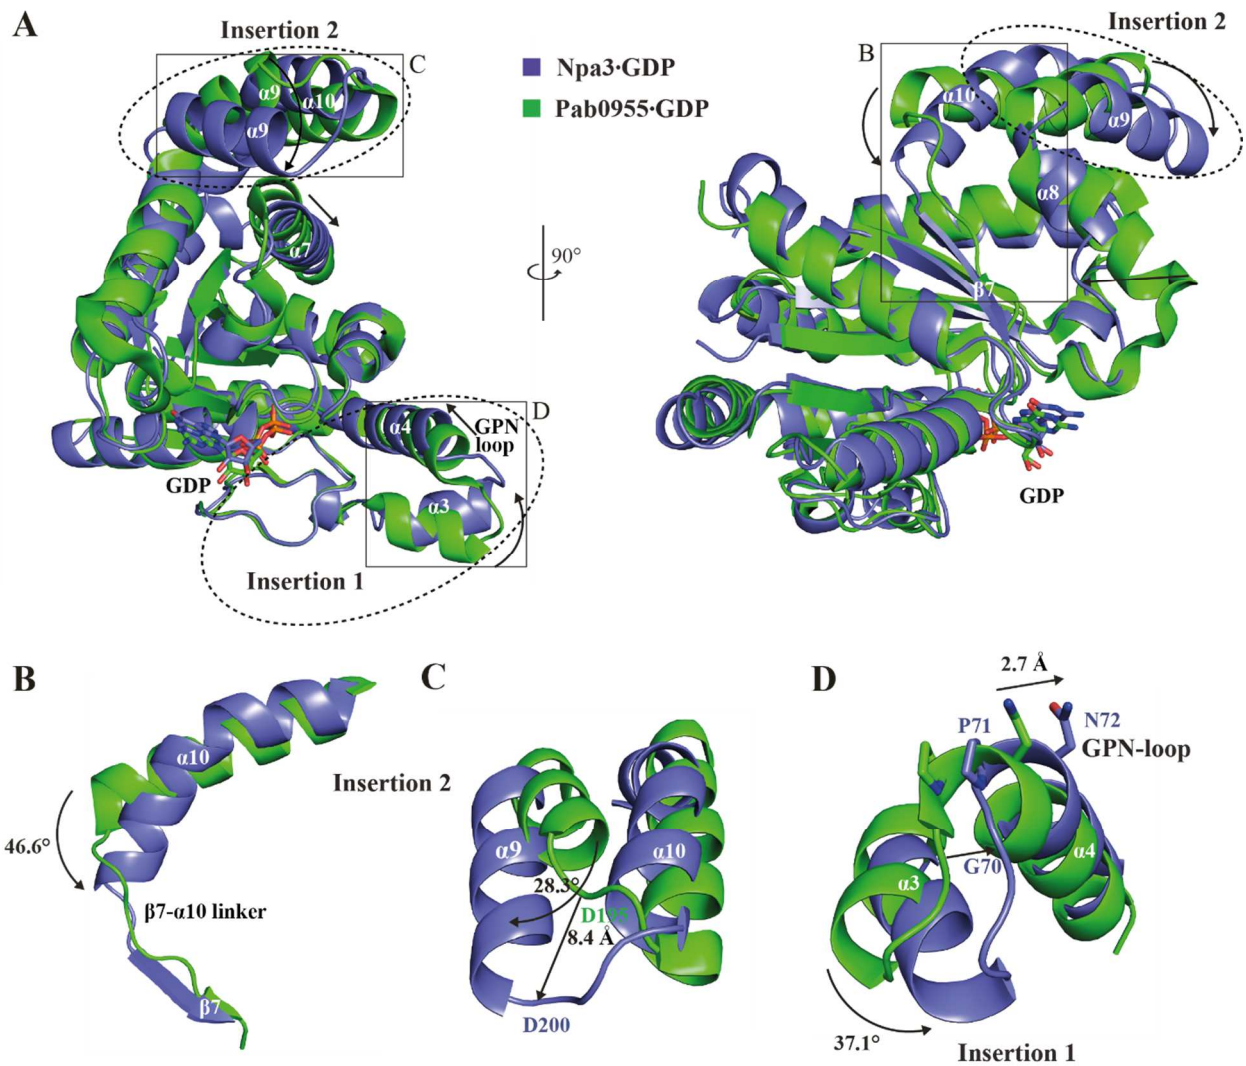 A
Insertion 2
C
α9
α10
α9
α7
Npa3·GDP
Pab0955·GDP
90°
Insertion 2
B
α10
α9
α8
β7
GDP
D
α4
GPN
loop
α3
GDP
Insertion 1
B
α10
46.6°
β7-α10 linker
β7
C
Insertion 2
α9
α10
28.3°
8.4 Å
D200
D
2.7 Å
P71
N72
GPN-loop
α3
G70
α4
37.1°
Insertion 1